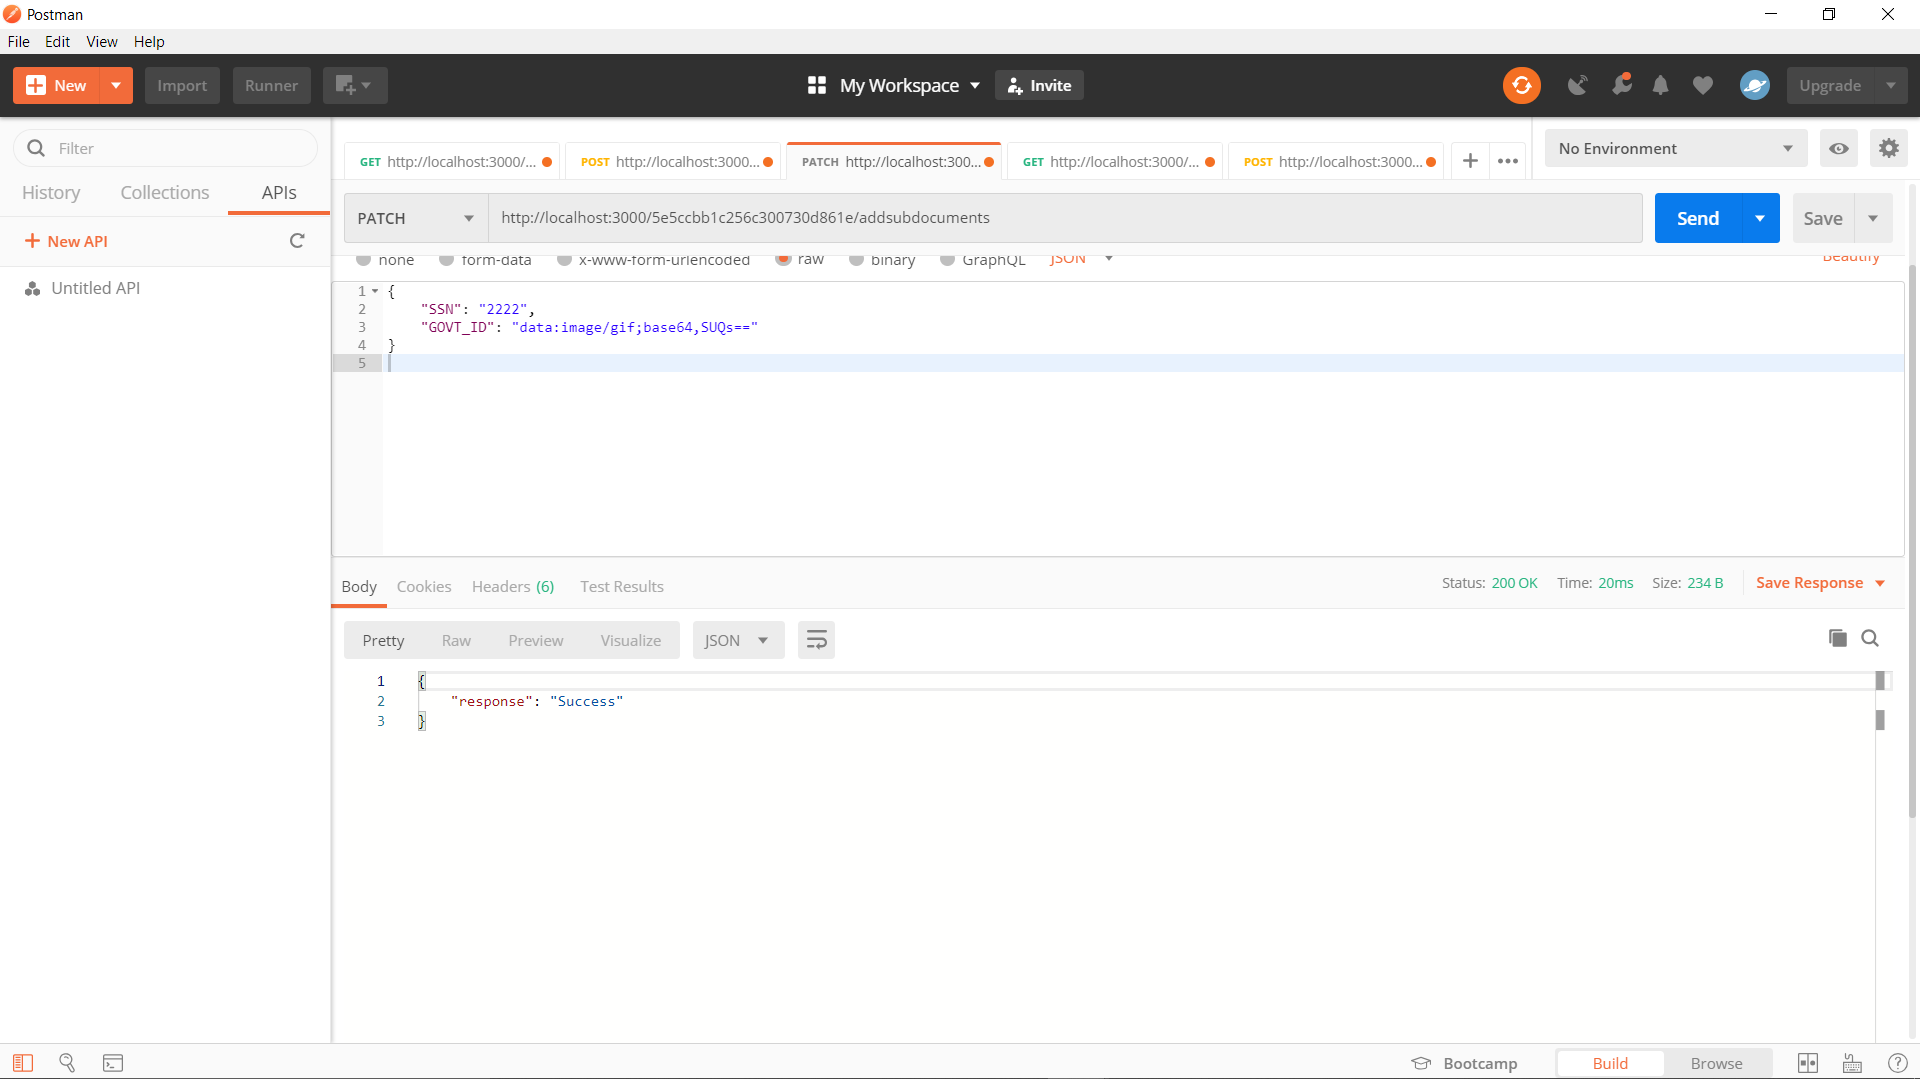 Postman
File Edit View Help
New Import Runner My Workspace Invite Upgrade
Filter
History Collections APIs
New API
Untitled API
GET http://localhost:3000/... POST http://localhost:3000... PATCH http://localhost:300... GET http://localhost:3000/... POST http://localhost:3000... No Environment
PATCH http://localhost:3000/5e5ccbb1c256c300730d861e/addsubdocuments Send Save
none form-data x-www-form-urlencoded raw binary GraphQL JSON Beautify
1 {
2 "SSN": "2222",
3 "GOVT_ID": "data:image/gif;base64,SUQs=="
4 }
5
Body Cookies Headers (6) Test Results Status: 200 OK Time: 20ms Size: 234 B Save Response
Pretty Raw Preview Visualize JSON
1 {
2 "response": "Success"
3 }
Bootcamp Build Browse